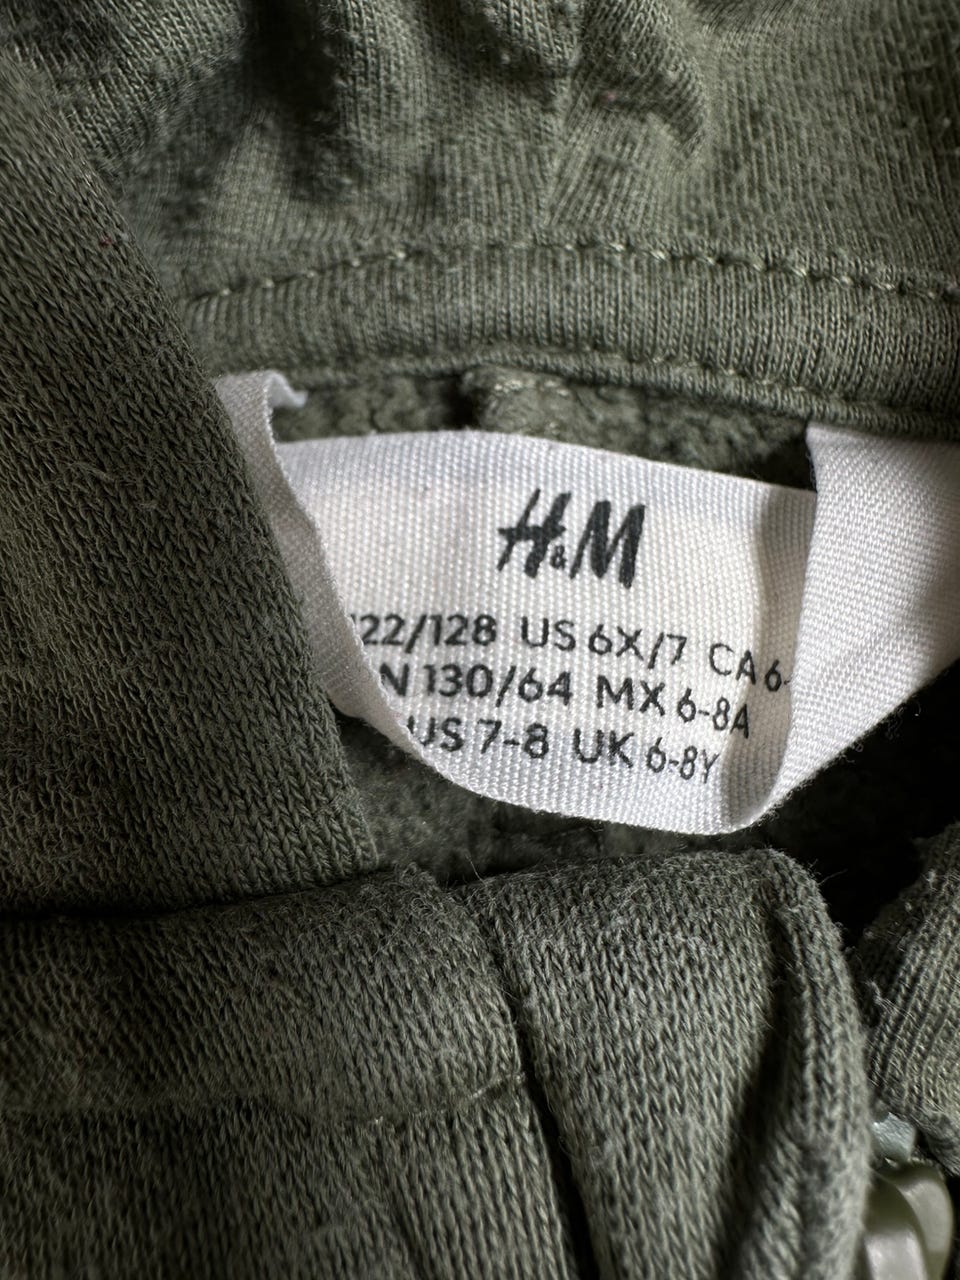 H&M
122/128 US 6X/7 CA 6-
N 130/64 MX 6-8A
US 7-8 UK 6-8Y